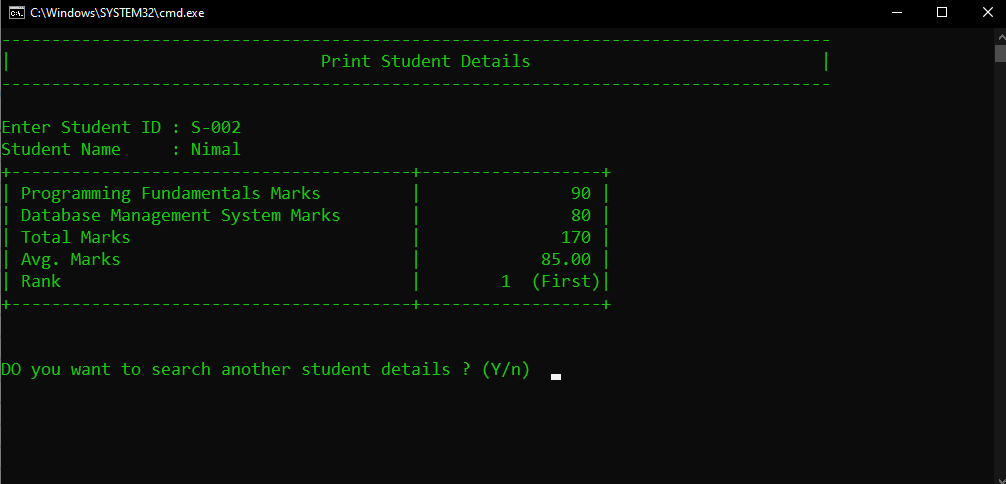 C:\Windows\SYSTEM32\cmd.exe
-----------------------------------------------------------------------------------
|                               Print Student Details                             |
-----------------------------------------------------------------------------------
Enter Student ID : S-002
Student Name     : Nimal
+----------------------------------------+------------------+
| Programming Fundamentals Marks         |               90 |
| Database Management System Marks       |               80 |
| Total Marks                            |              170 |
| Avg. Marks                             |            85.00 |
| Rank                                   |        1  (First)|
+----------------------------------------+------------------+
DO you want to search another student details ? (Y/n)